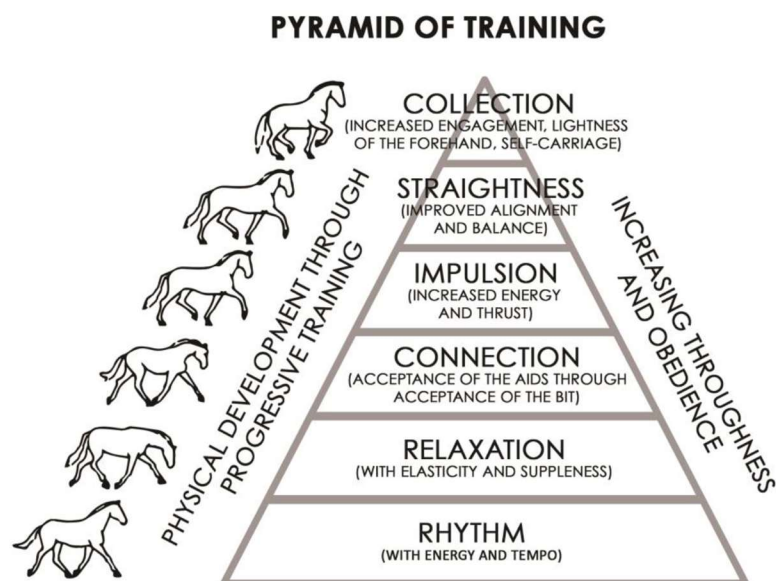 PYRAMID OF TRAINING
COLLECTION
(INCREASED ENGAGEMENT, LIGHTNESS
OF THE FOREHAND, SELF-CARRIAGE)
STRAIGHTNESS
(IMPROVED ALIGNMENT
AND BALANCE)
IMPULSION
(INCREASED ENERGY
AND THRUST)
CONNECTION
(ACCEPTANCE OF THE AIDS THROUGH
ACCEPTANCE OF THE BIT)
RELAXATION
(WITH ELASTICITY AND SUPPLENESS)
RHYTHM
(WITH ENERGY AND TEMPO)
PHYSICAL DEVELOPMENT THROUGH
PROGRESSIVE TRAINING
INCREASING THROUGHNESS
AND OBEDIENCE